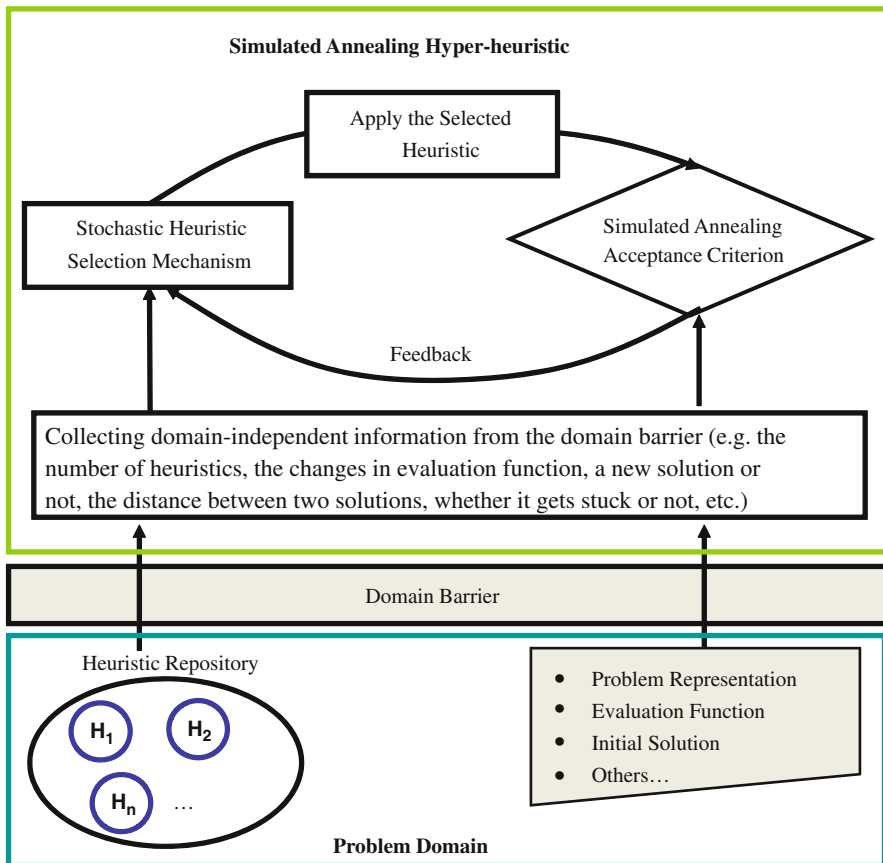 Simulated Annealing Hyper-heuristic
Apply the Selected
Heuristic
Stochastic Heuristic
Selection Mechanism
Simulated Annealing
Acceptance Criterion
Feedback
Collecting domain-independent information from the domain barrier (e.g. the
number of heuristics, the changes in evaluation function, a new solution or
not, the distance between two solutions, whether it gets stuck or not, etc.)
Domain Barrier
Heuristic Repository
H1
H2
Hn
...
• Problem Representation
• Evaluation Function
• Initial Solution
• Others…
Problem Domain